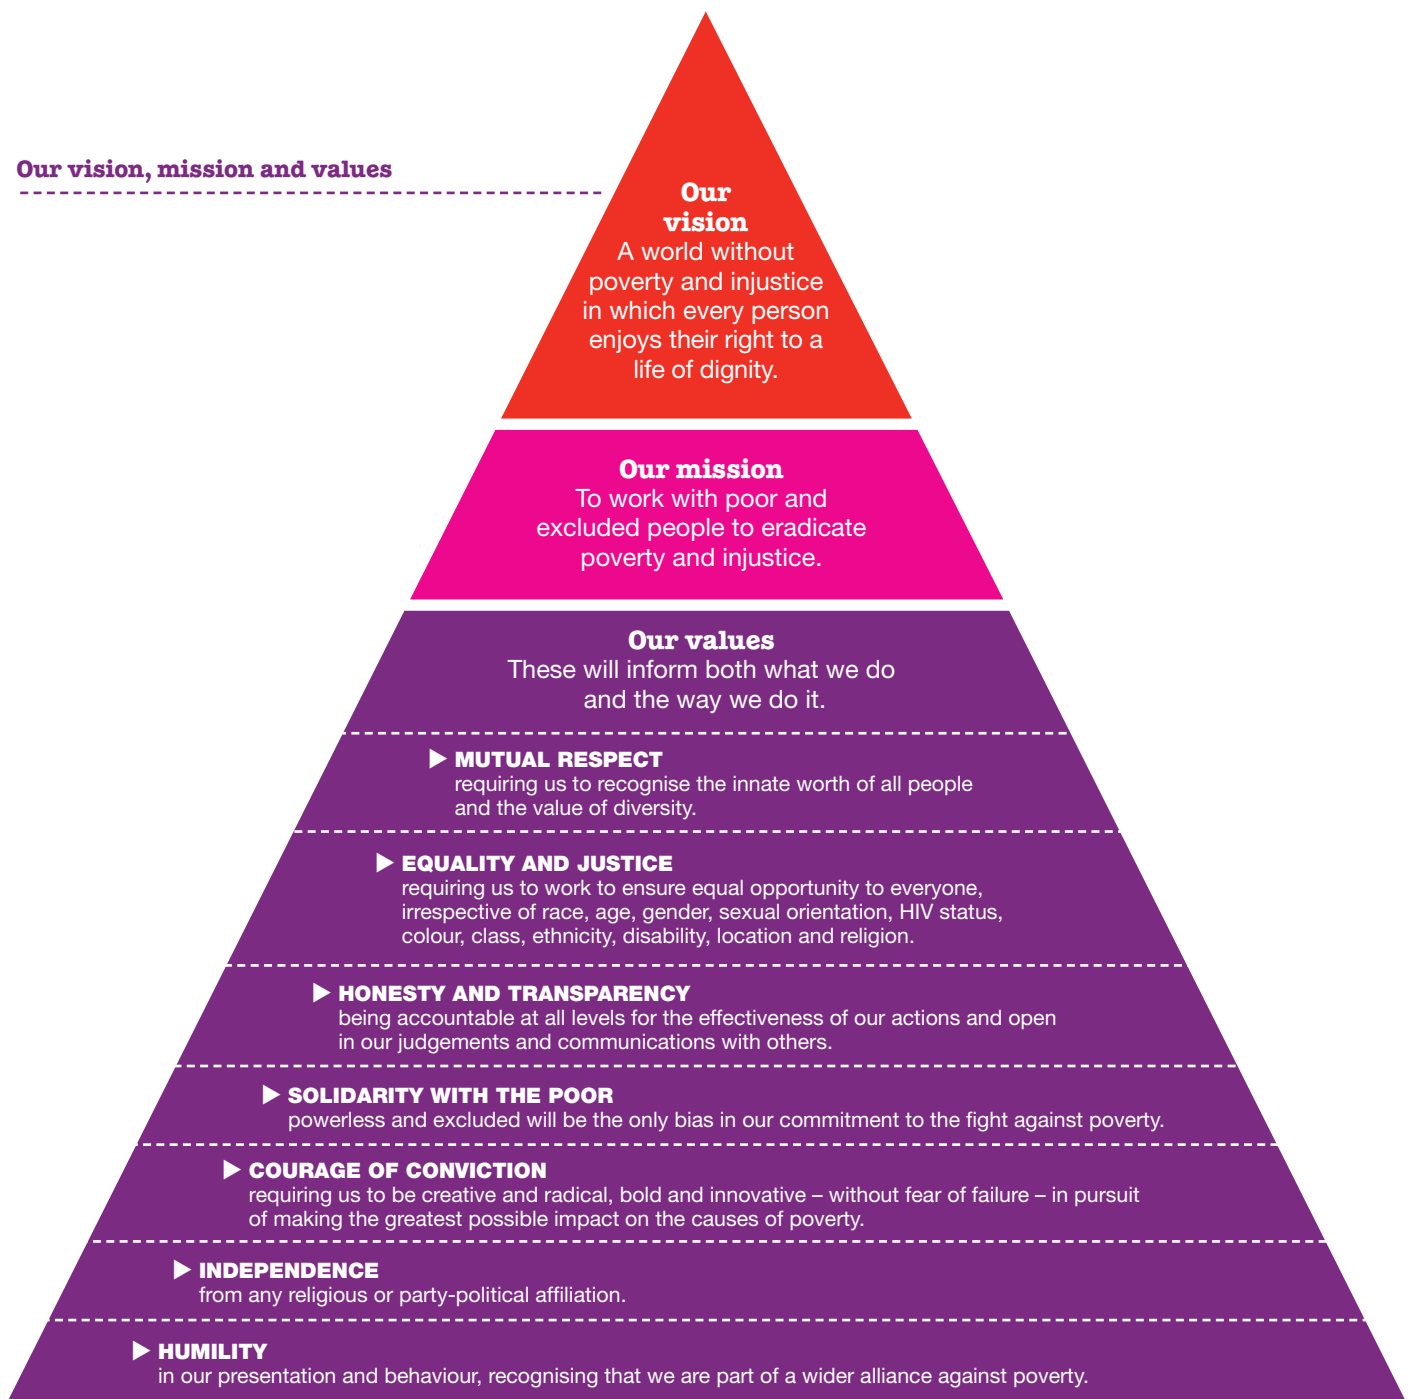 Our vision, mission and values
Our
vision
A world without
poverty and injustice
in which every person
enjoys their right to a
life of dignity.
Our mission
To work with poor and
excluded people to eradicate
poverty and injustice.
Our values
These will inform both what we do
and the way we do it.
MUTUAL RESPECT
requiring us to recognise the innate worth of all people
and the value of diversity.
EQUALITY AND JUSTICE
requiring us to work to ensure equal opportunity to everyone,
irrespective of race, age, gender, sexual orientation, HIV status,
colour, class, ethnicity, disability, location and religion.
HONESTY AND TRANSPARENCY
being accountable at all levels for the effectiveness of our actions and open
in our judgements and communications with others.
SOLIDARITY WITH THE POOR
powerless and excluded will be the only bias in our commitment to the fight against poverty.
COURAGE OF CONVICTION
requiring us to be creative and radical, bold and innovative – without fear of failure – in pursuit
of making the greatest possible impact on the causes of poverty.
INDEPENDENCE
from any religious or party-political affiliation.
HUMILITY
in our presentation and behaviour, recognising that we are part of a wider alliance against poverty.